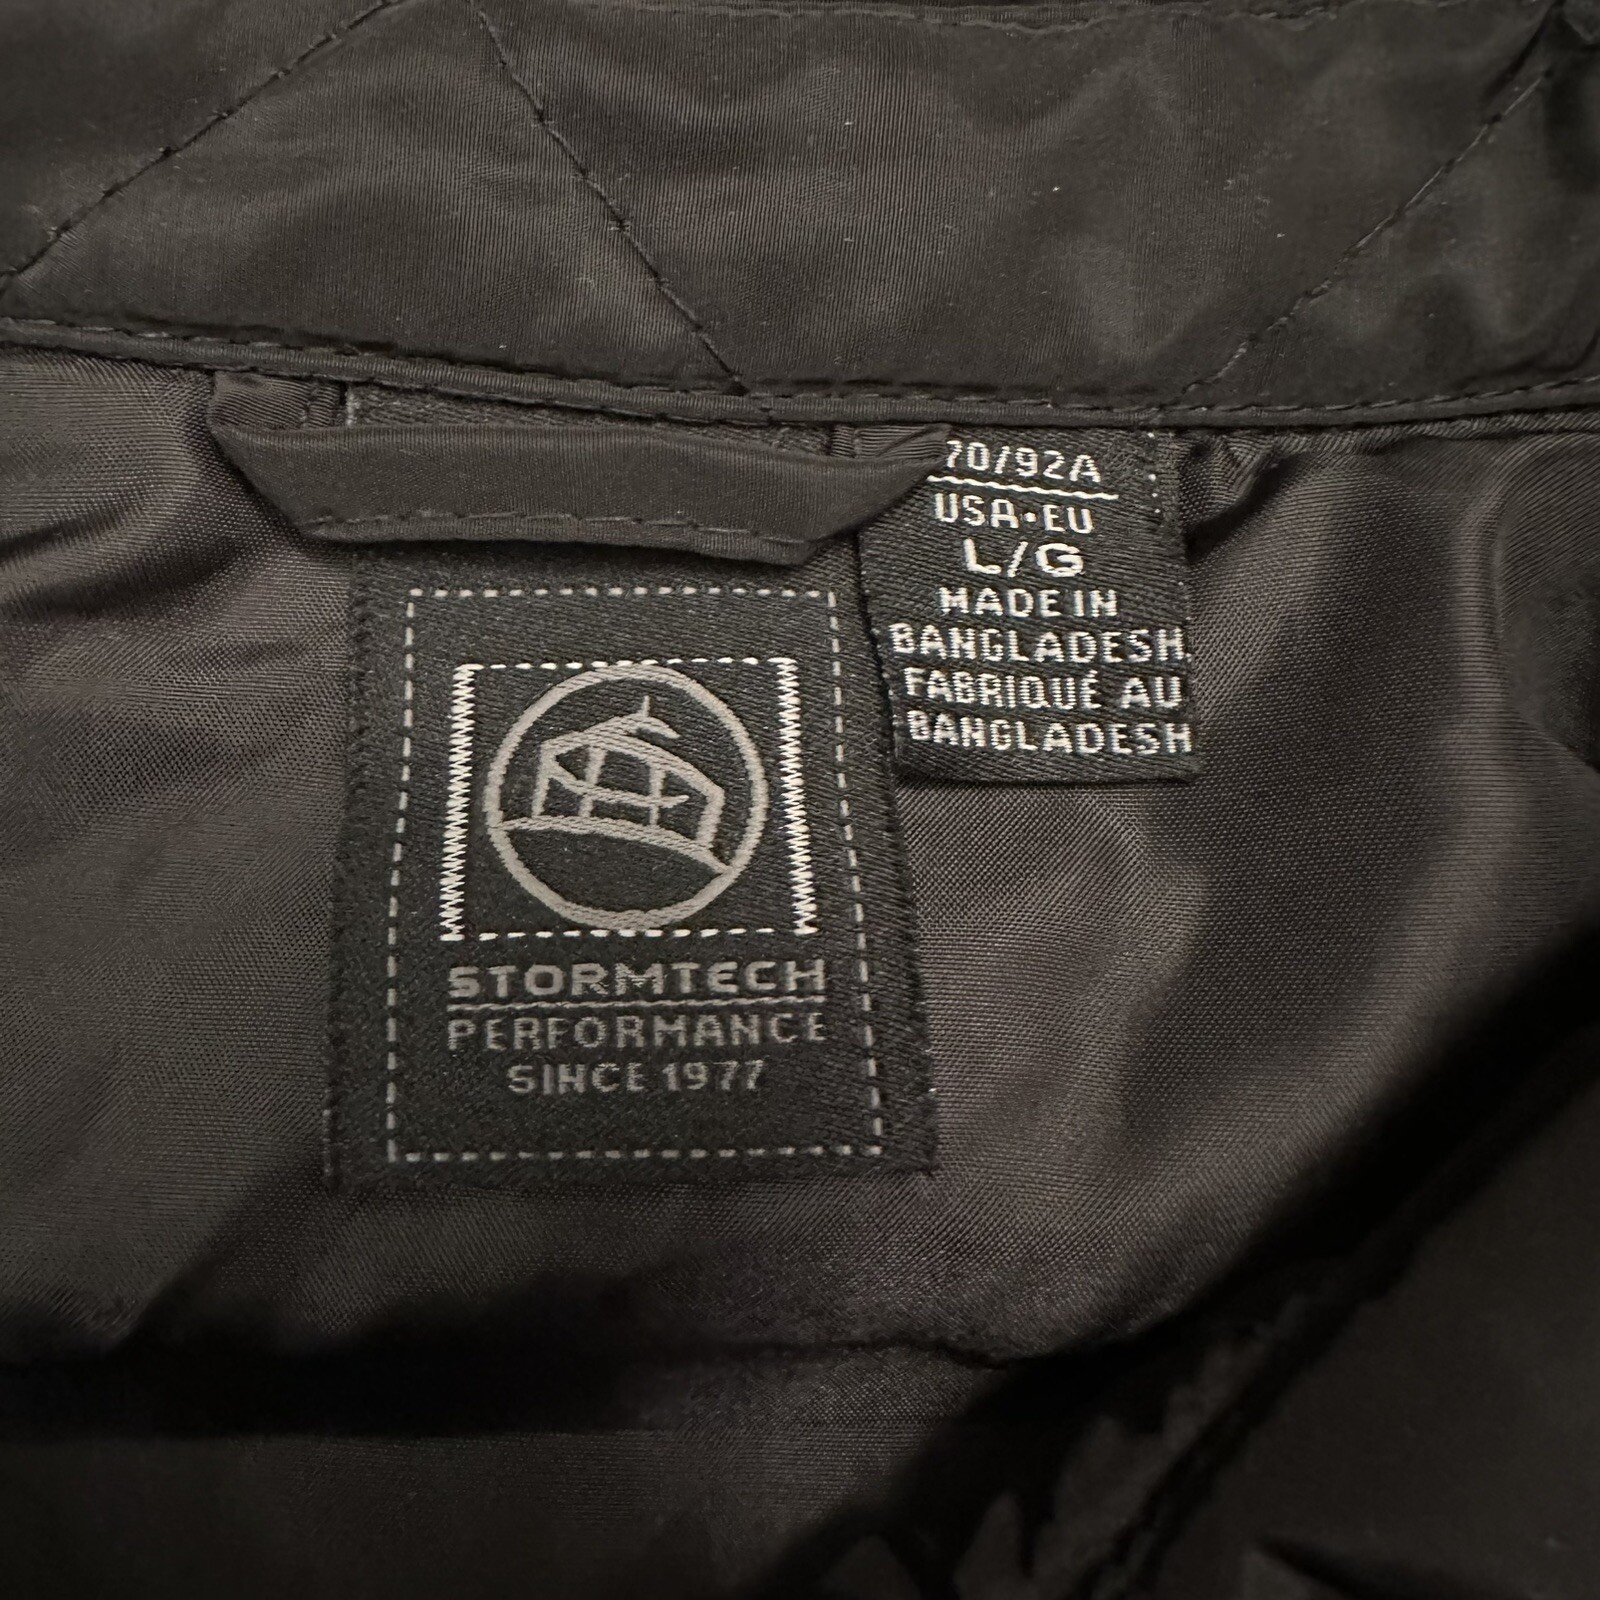 STORMTECH
PERFORMANCE
SINCE 1977
70/92A
USA•EU
L/G
MADE IN
BANGLADESH
FABRIQUÉ AU
BANGLADESH